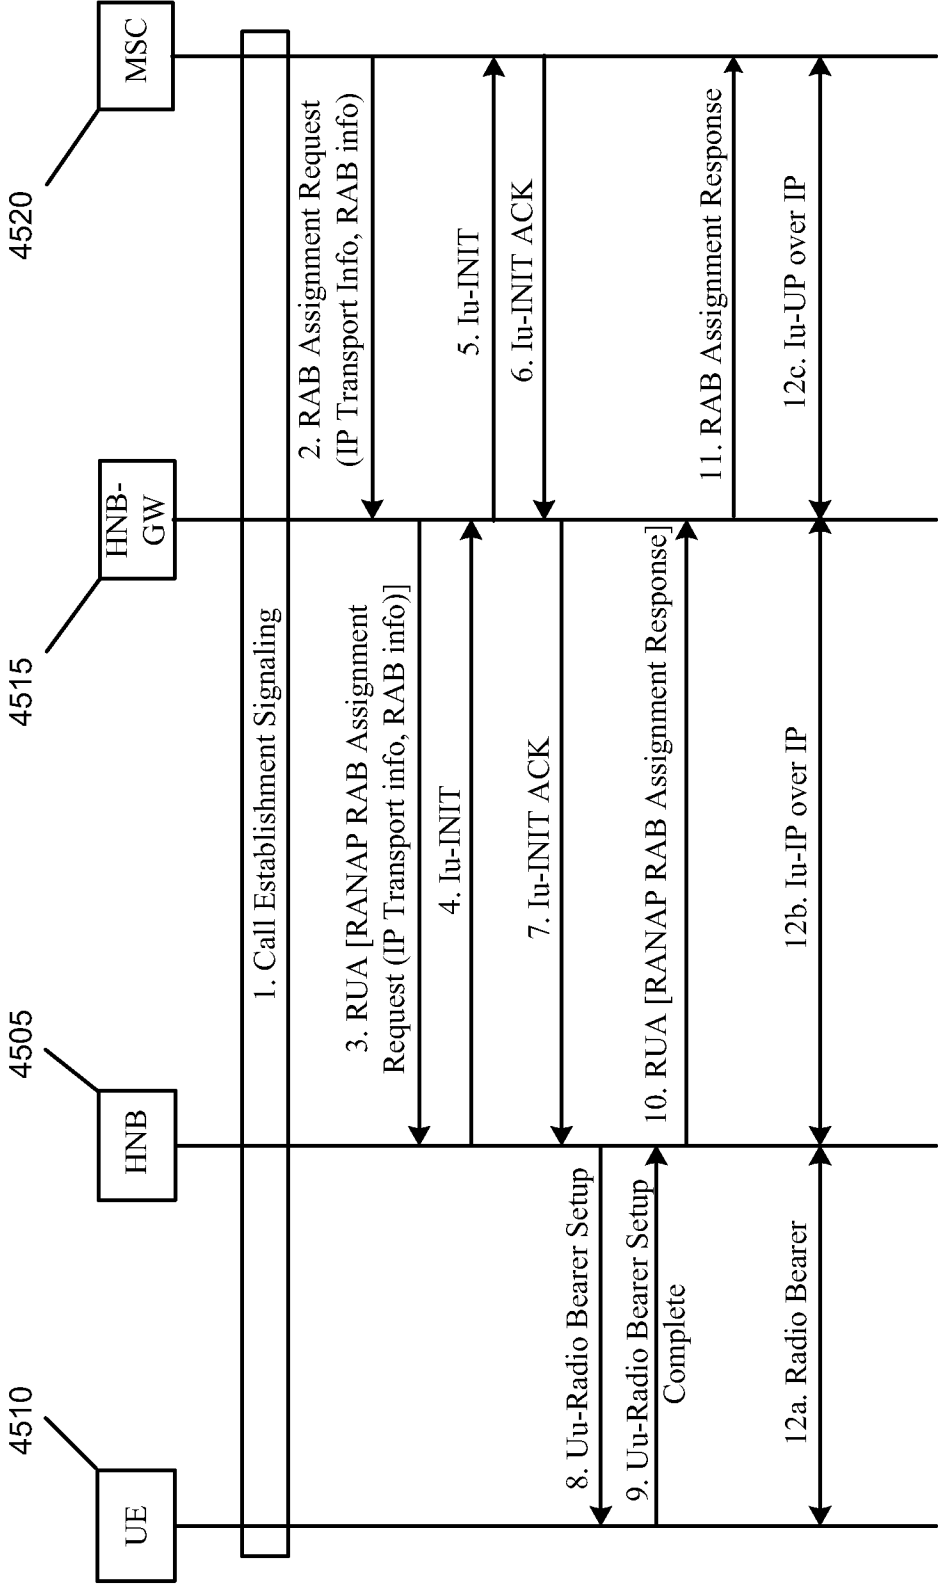 4510
4505
4515
4520
UE
HNB
HNB-
GW
MSC
1. Call Establishment Signaling
2. RAB Assignment Request
(IP Transport Info, RAB info)
3. RUA [RANAP RAB Assignment
Request (IP Transport info, RAB info)]
4. Iu-INIT
5. Iu-INIT
6. Iu-INIT ACK
7. Iu-INIT ACK
8. Uu-Radio Bearer Setup
9. Uu-Radio Bearer Setup
Complete
10. RUA [RANAP RAB Assignment Response]
11. RAB Assignment Response
12a. Radio Bearer
12b. Iu-IP over IP
12c. Iu-UP over IP